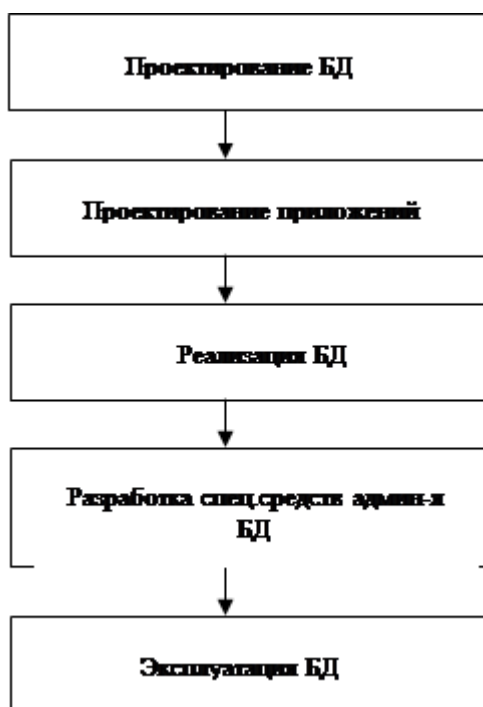 Проектирование БД
Проектирование приложений
Реализация БД
Разработка спец.средств админ-я
БД
Эксплуатация БД